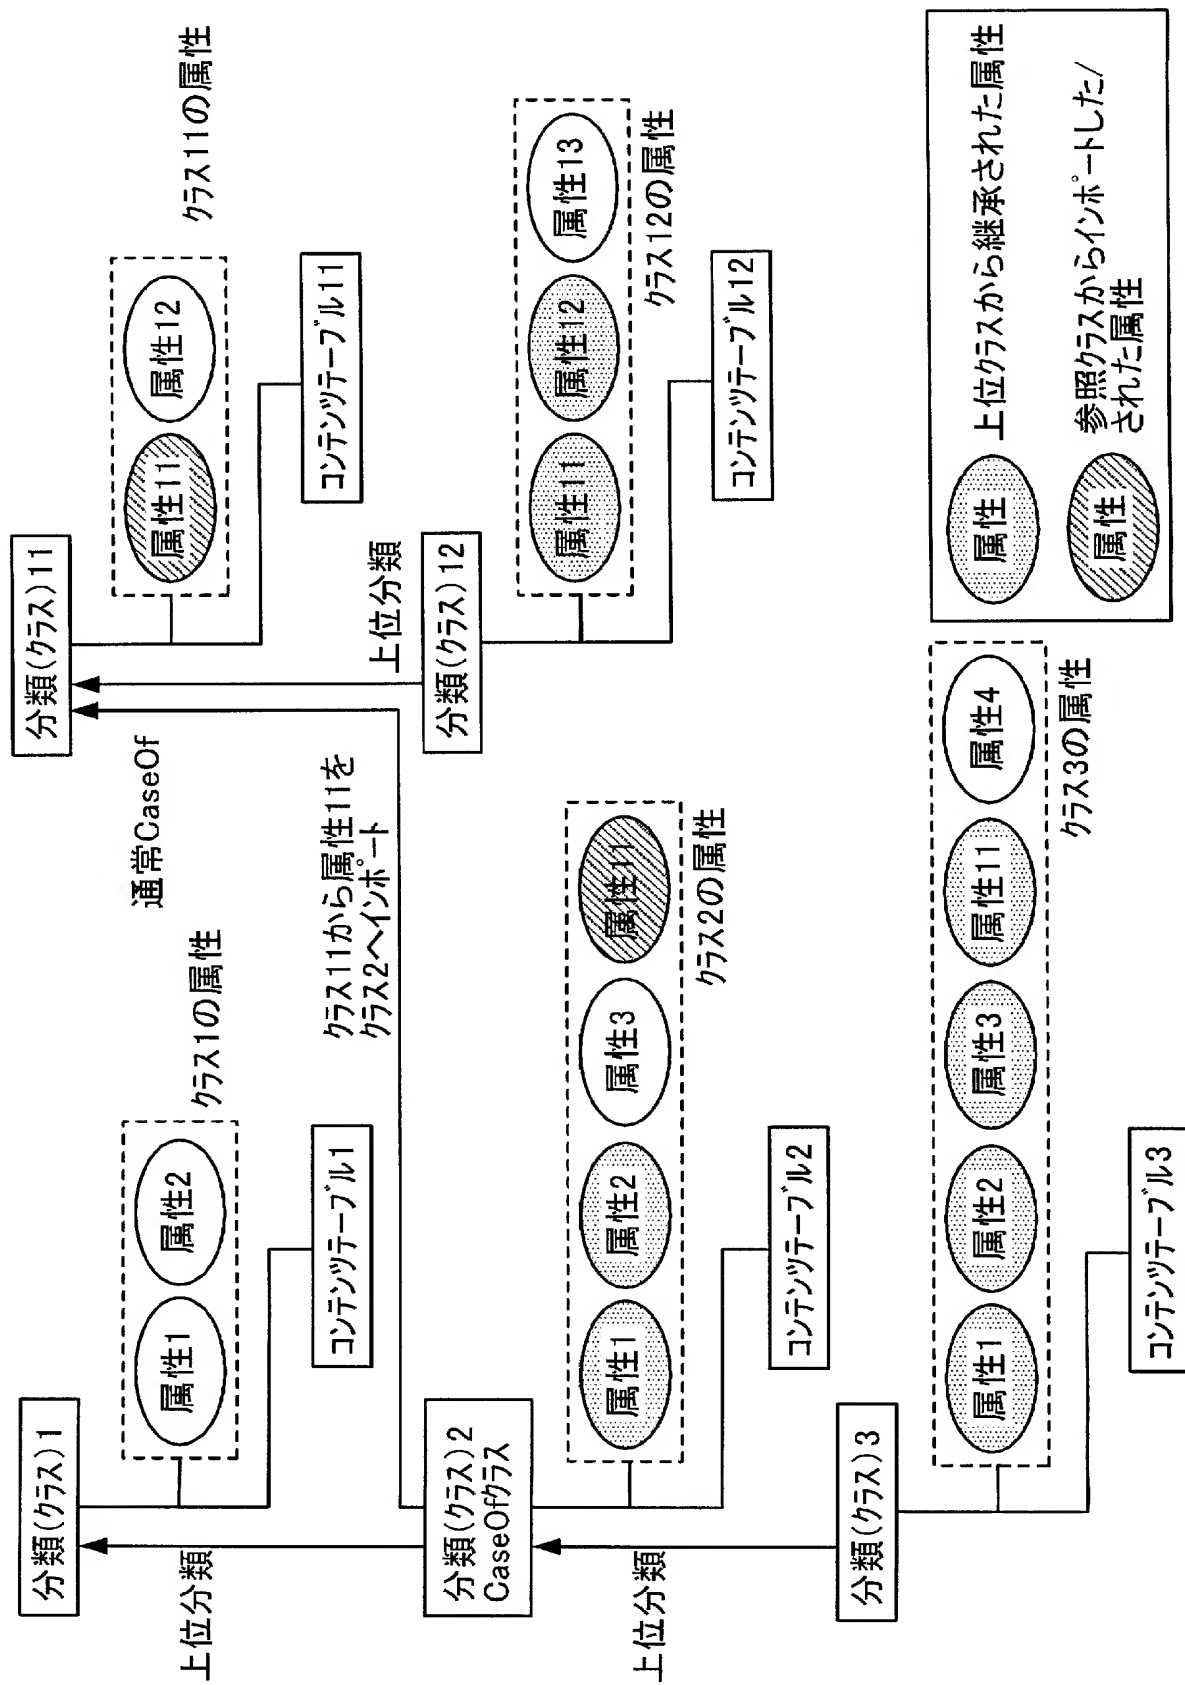 分類(クラス)1
属性1
属性2
クラス1の属性
コンテンツテーブル1
上位分類
分類(クラス)2
CaseOfクラス
属性1
属性2
属性3
属性11
クラス2の属性
コンテンツテーブル2
上位分類
分類(クラス)3
属性1
属性2
属性3
属性11
属性4
クラス3の属性
コンテンツテーブル3
通常CaseOf
クラス11から属性11を
クラス2へインポート
分類(クラス)11
属性11
属性12
クラス11の属性
コンテンツテーブル11
上位分類
分類(クラス)12
属性11
属性12
属性13
クラス12の属性
コンテンツテーブル12
属性
上位クラスから継承された属性
属性
参照クラスからインポートした/
された属性